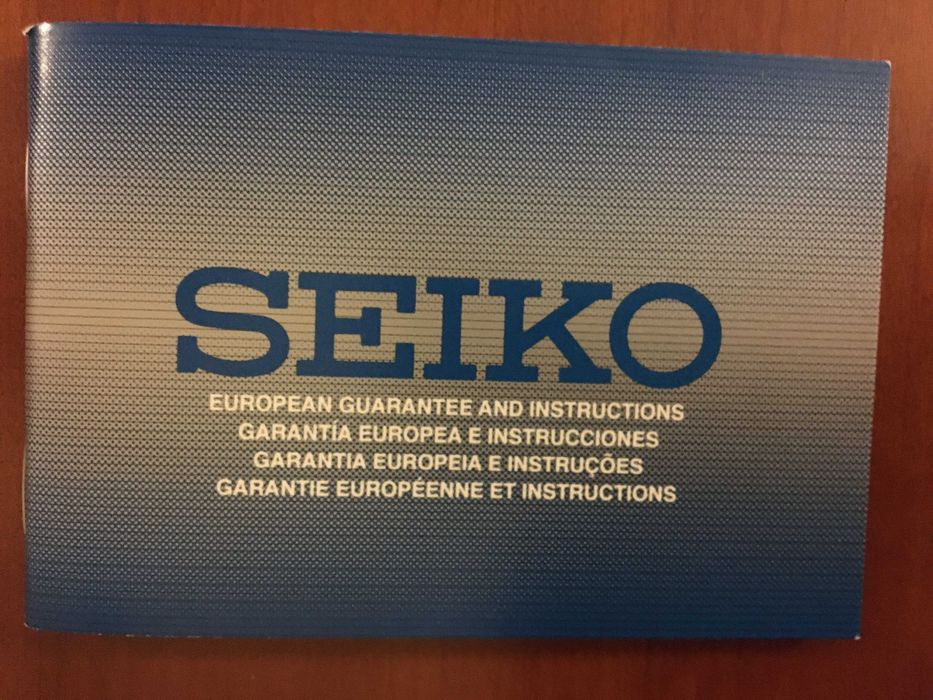 SEIKO
EUROPEAN GUARANTEE AND INSTRUCTIONS
GARANTÍA EUROPEA E INSTRUCCIONES
GARANTIA EUROPEIA E INSTRUÇÕES
GARANTIE EUROPÉENNE ET INSTRUCTIONS